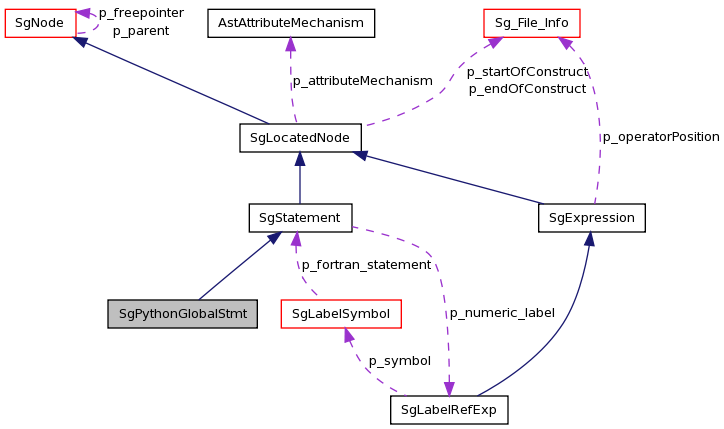 SgNode
p_freepointer
p_parent
AstAttributeMechanism
Sg_File_Info
p_attributeMechanism
p_startOfConstruct
p_endOfConstruct
p_operatorPosition
SgLocatedNode
SgStatement
SgExpression
p_fortran_statement
SgPythonGlobalStmt
SgLabelSymbol
p_numeric_label
p_symbol
SgLabelRefExp